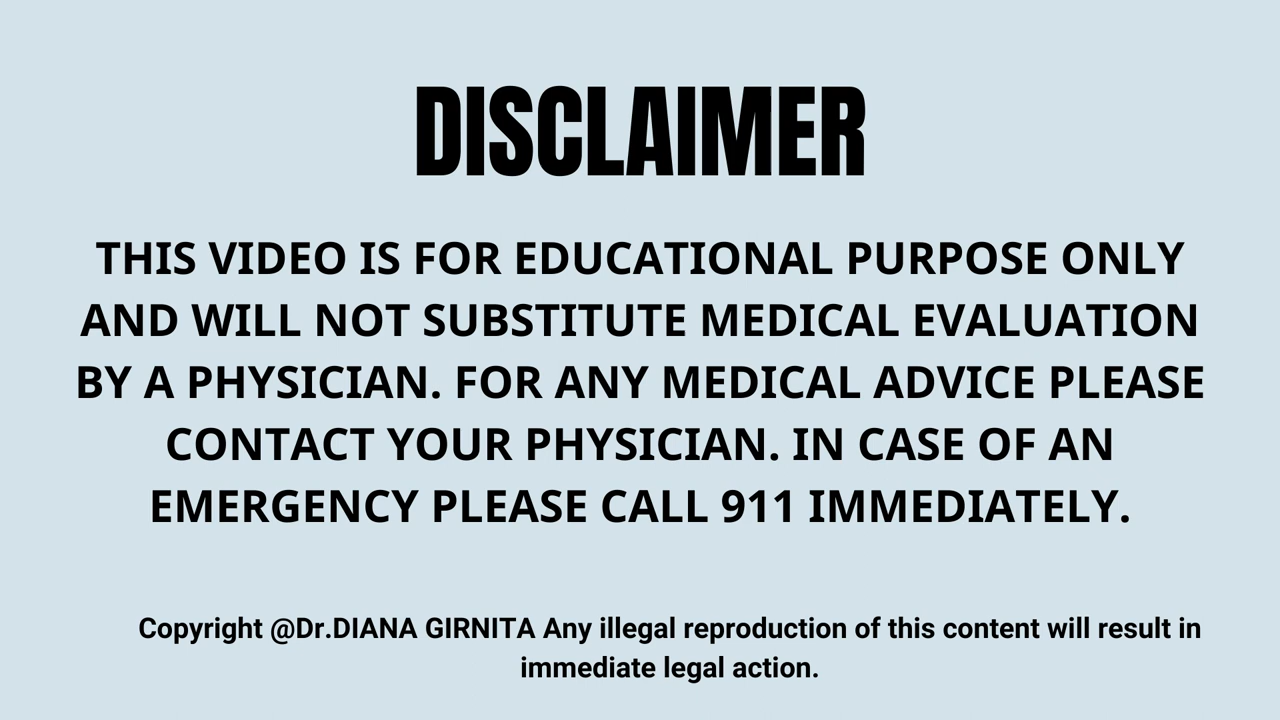 DISCLAIMER
THIS VIDEO IS FOR EDUCATIONAL PURPOSE ONLY
AND WILL NOT SUBSTITUTE MEDICAL EVALUATION
BY A PHYSICIAN. FOR ANY MEDICAL ADVICE PLEASE
CONTACT YOUR PHYSICIAN. IN CASE OF AN
EMERGENCY PLEASE CALL 911 IMMEDIATELY.
Copyright @Dr.DIANA GIRNITA Any illegal reproduction of this content will result in
immediate legal action.